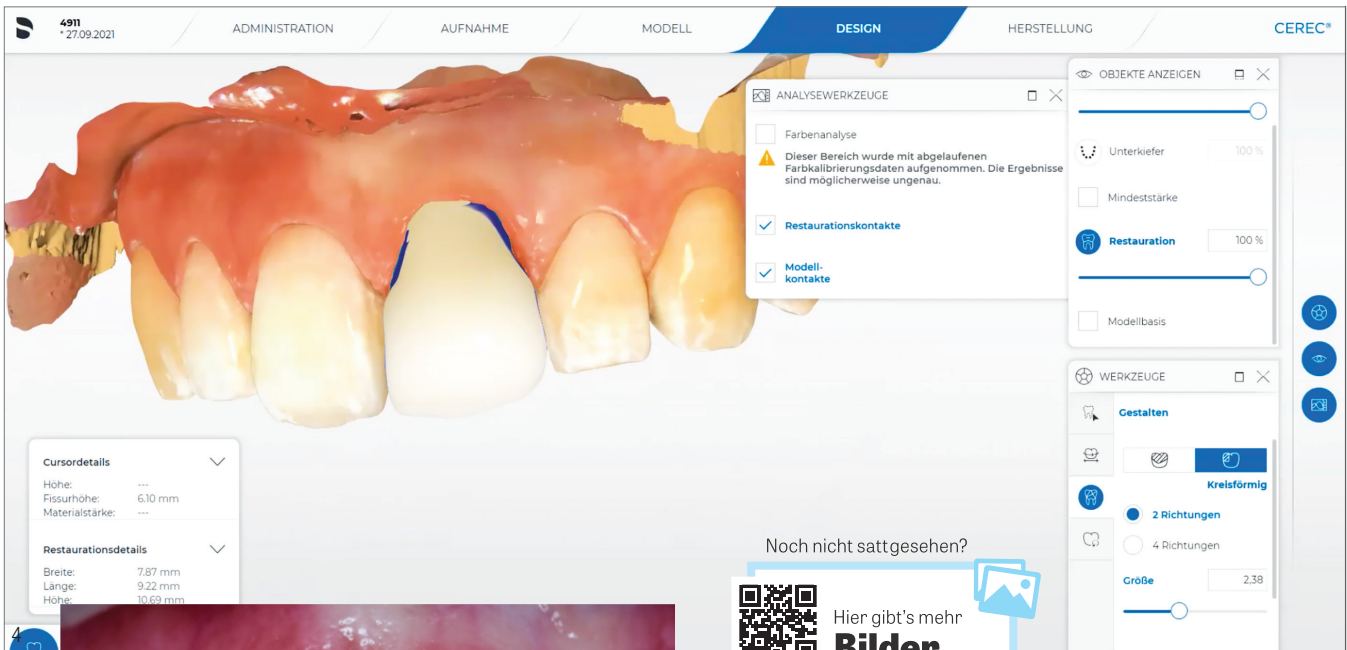 4911
* 27.09.2021
ADMINISTRATION
AUFNAHME
MODELL
DESIGN
HERSTELLUNG
CEREC®
OBJEKTE ANZEIGEN
Unterkiefer 100 %
Mindeststärke
Restauration 100 %
Modellbasis
ANALYSEWERKZEUGE
Farbenanalyse
Dieser Bereich wurde mit abgelaufenen
Farbkalibrierungsdaten aufgenommen. Die Ergebnisse
sind möglicherweise ungenau.
Restaurationskontakte
Modell-
kontakte
WERKZEUGE
Gestalten
Kreisförmig
2 Richtungen
4 Richtungen
Größe 2,38
Cursordetails
Höhe: ---
Fissurhöhe: 6.10 mm
Materialstärke: ---
Restaurationsdetails
Breite: 7.87 mm
Länge: 9.22 mm
Höhe: 10.69 mm
4
Noch nicht sattgesehen?
Hier gibt's mehr
Bilder